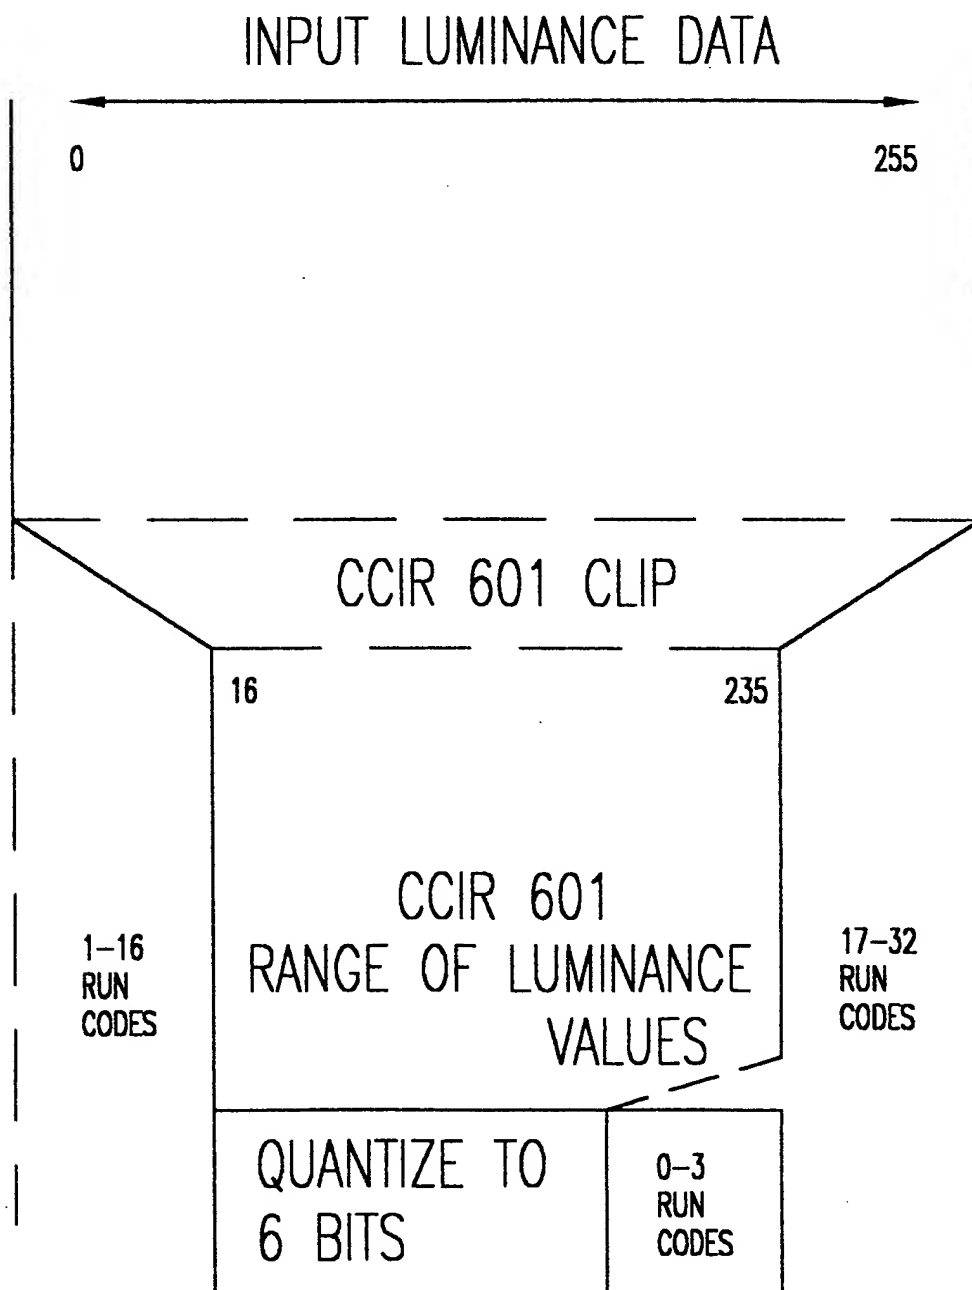 INPUT LUMINANCE DATA
0
255
CCIR 601 CLIP
16
235
CCIR 601
RANGE OF LUMINANCE
VALUES
1–16
RUN
CODES
17–32
RUN
CODES
QUANTIZE TO
6 BITS
0–3
RUN
CODES